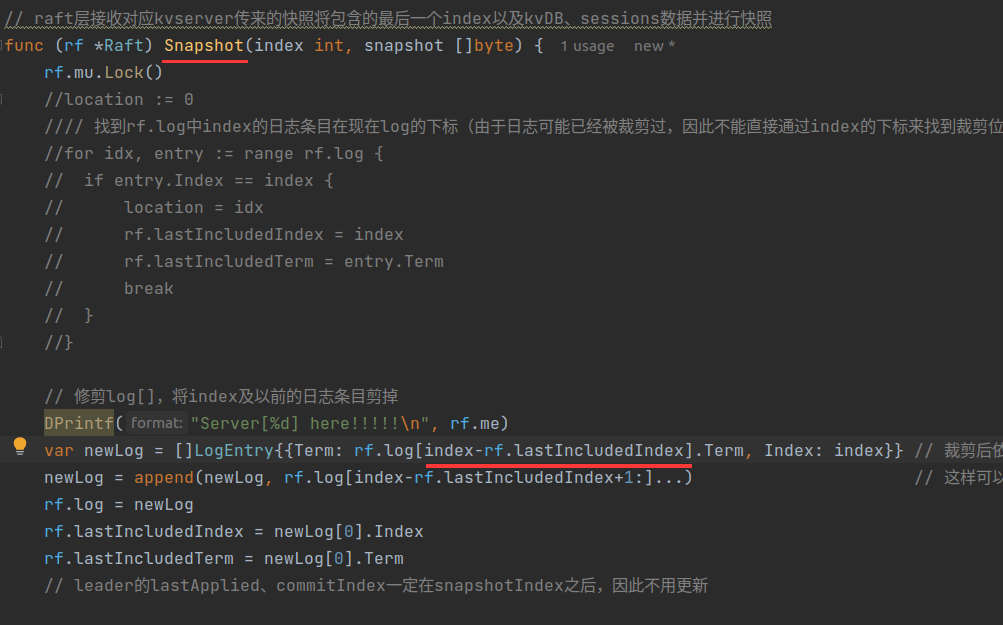 // raft层接收对应kvserver传来的快照将包含的最后一个index以及kvDB、sessions数据并进行快照
func (rf *Raft) Snapshot(index int, snapshot []byte) { 1 usage new *
rf.mu.Lock()
//location := 0
//// 找到rf.log中index的日志条目在现在log的下标（由于日志可能已经被裁剪过，因此不能直接通过index的下标来找到裁剪位
//for idx, entry := range rf.log {
// if entry.Index == index {
// location = idx
// rf.lastIncludedIndex = index
// rf.lastIncludedTerm = entry.Term
// break
// }
//}
// 修剪log[]，将index及以前的日志条目剪掉
DPrintf( format: "Server[%d] here!!!!!\n", rf.me)
var newLog = []LogEntry{{Term: rf.log[index-rf.lastIncludedIndex].Term, Index: index}} // 裁剪后依
newLog = append(newLog, rf.log[index-rf.lastIncludedIndex+1:]...) // 这样可以
rf.log = newLog
rf.lastIncludedIndex = newLog[0].Index
rf.lastIncludedTerm = newLog[0].Term
// leader的lastApplied、commitIndex一定在snapshotIndex之后，因此不用更新